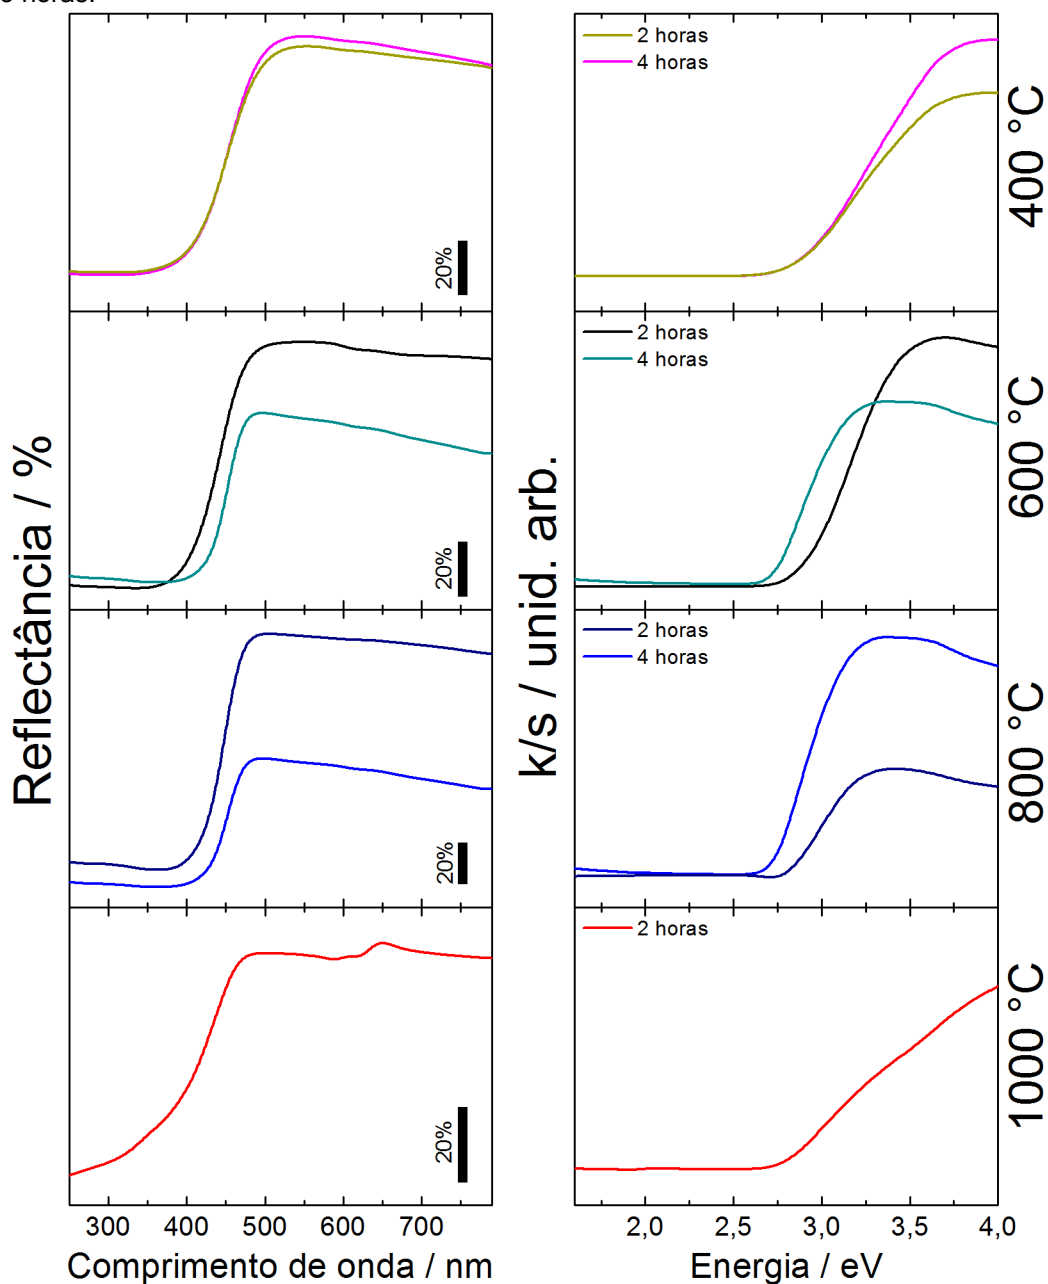 2 horas
4 horas
20%
400 °C
2 horas
4 horas
20%
600 °C
Reflectância / %
k/s / unid. arb.
2 horas
4 horas
20%
800 °C
2 horas
20%
1000 °C
300 400 500 600 700
2,0 2,5 3,0 3,5 4,0
Comprimento de onda / nm
Energia / eV